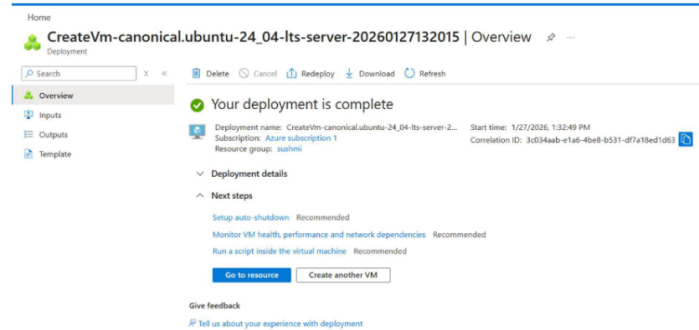 Home
CreateVm-canonical.ubuntu-24_04-lts-server-20260127132015 | Overview
Deployment
Search
Delete Cancel Redeploy Download Refresh
Overview
Inputs
Outputs
Template
Your deployment is complete
Deployment name: CreateVm-canonical.ubuntu-24_04-lts-server-2...
Subscription: Azure subscription 1
Resource group: sushmi
Start time: 1/27/2026, 1:32:49 PM
Correlation ID: 3c034aab-e1a6-4be8-b531-df7a18ed1d63
Deployment details
Next steps
Setup auto-shutdown Recommended
Monitor VM health, performance and network dependencies Recommended
Run a script inside the virtual machine Recommended
Go to resource Create another VM
Give feedback
Tell us about your experience with deployment